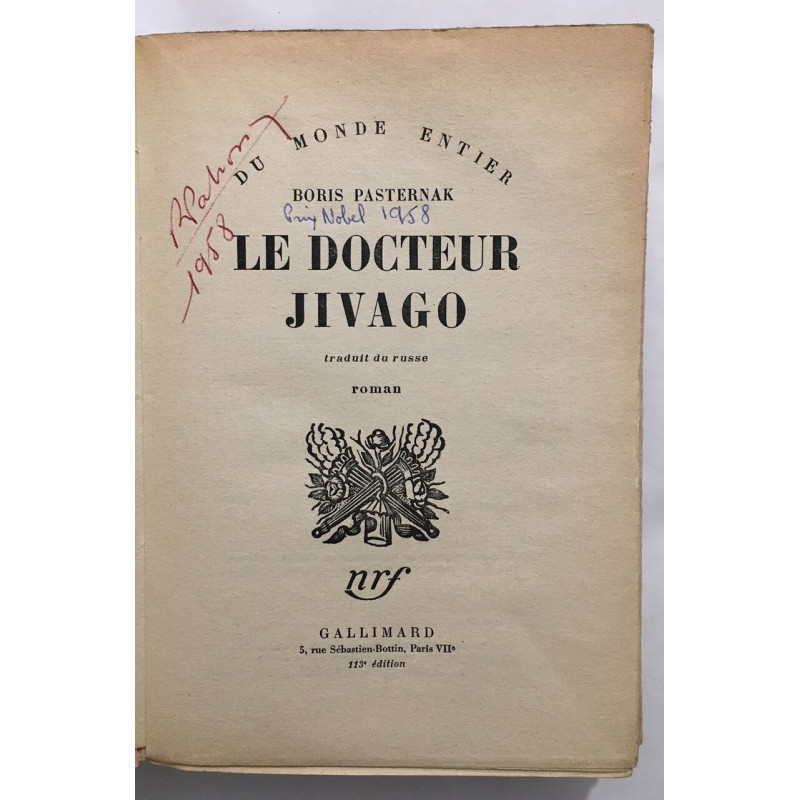 DU MONDE ENTIER
1958
BORIS PASTERNAK
Prix Nobel 1958
LE DOCTEUR
JIVAGO
traduit du russe
roman
nrf
GALLIMARD
5, rue Sébastien-Bottin, Paris VIIᵉ
113ᵉ édition